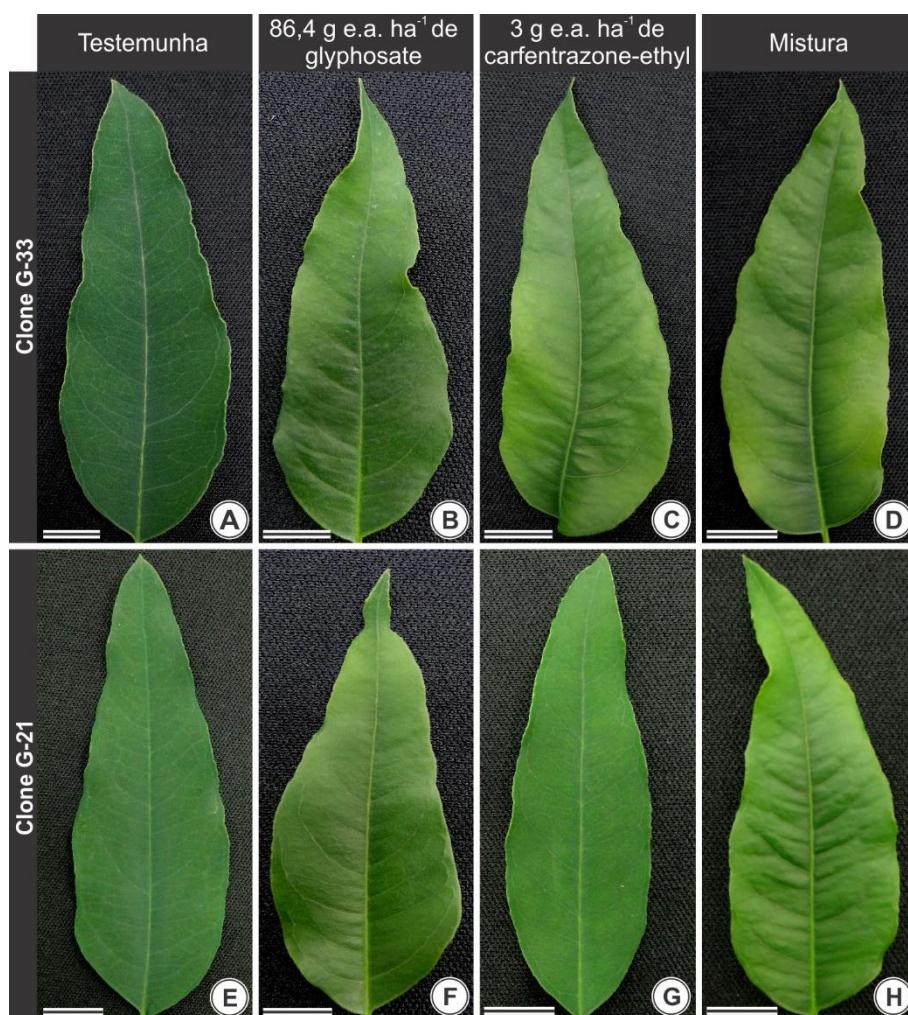 Testemunha
86,4 g e.a. ha⁻¹ de
glyphosate
3 g e.a. ha⁻¹ de
carfentrazone-ethyl
Mistura
Clone G-33
A
B
C
D
Clone G-21
E
F
G
H